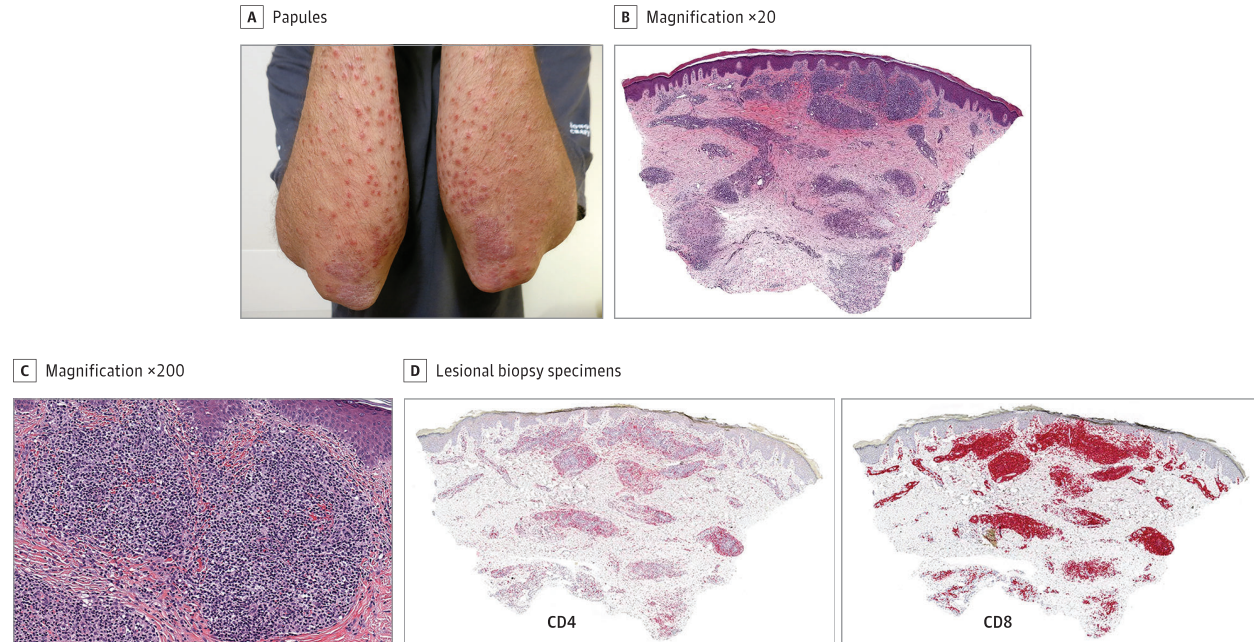 A Papules
B Magnification ×20
C Magnification ×200
D Lesional biopsy specimens
CD4
CD8